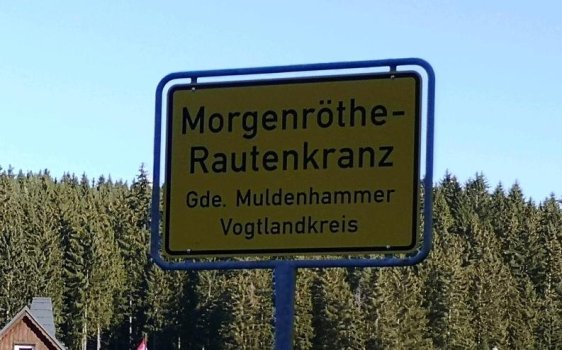 Morgenröthe-
Rautenkranz
Gde. Muldenhammer
Vogtlandkreis